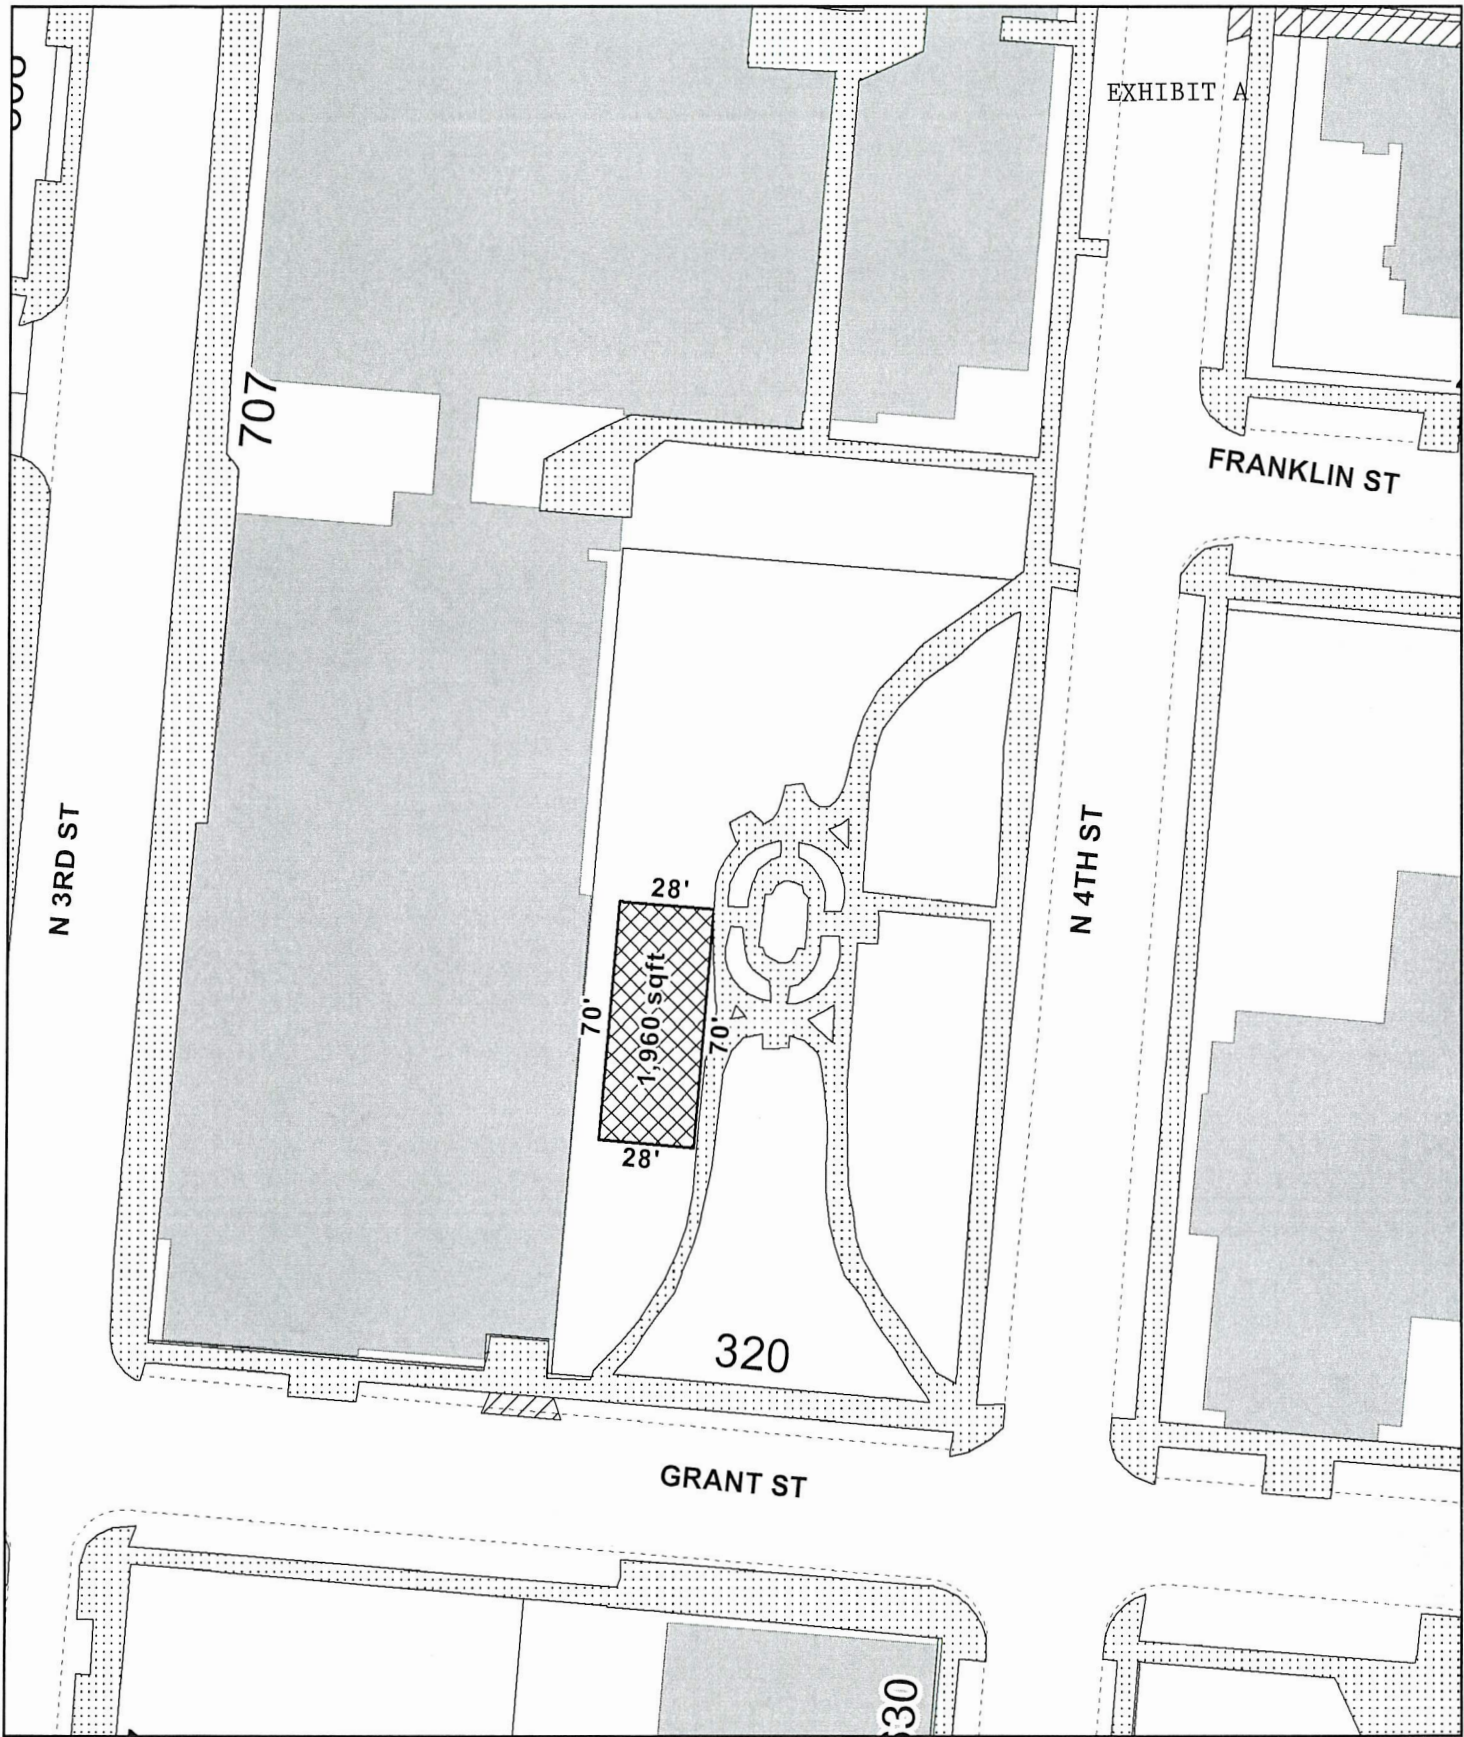 EXHIBIT A
707
FRANKLIN ST
N 3RD ST
N 4TH ST
28'
70'
1,960 sqft
70'
28'
320
GRANT ST